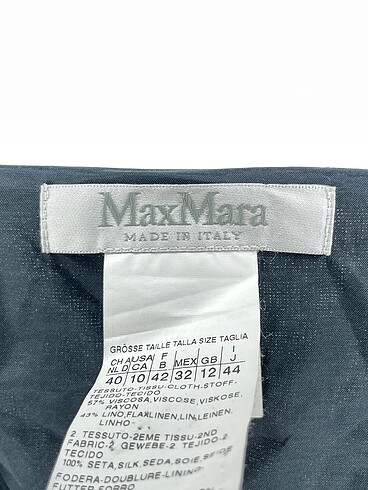 MaxMara
MADE IN ITALY
GRÖSSE TAILLE TALLA SIZE TAGLIA
CH AUSA F I
NL D CA B MEX GB J
40 10 42 32 12 44
TESSUTO-TISSU-CLOTH-STOFF-
TEJIDO
57% VISCOSA,VISCOSE,VISKOSE,
RAYON
43% LINO,FLAX,LINEN,LIN,LEINEN,
LINHO
2. TESSUTO-2EME TISSU-2ND
FABRIC-2. GEWEBE-2. TEJIDO-2
TECIDO
100% SETA,SILK,SEDA,SOIE,SEIDE
FODERA-DOUBLURE-LINING-
FUTTER-FORRO